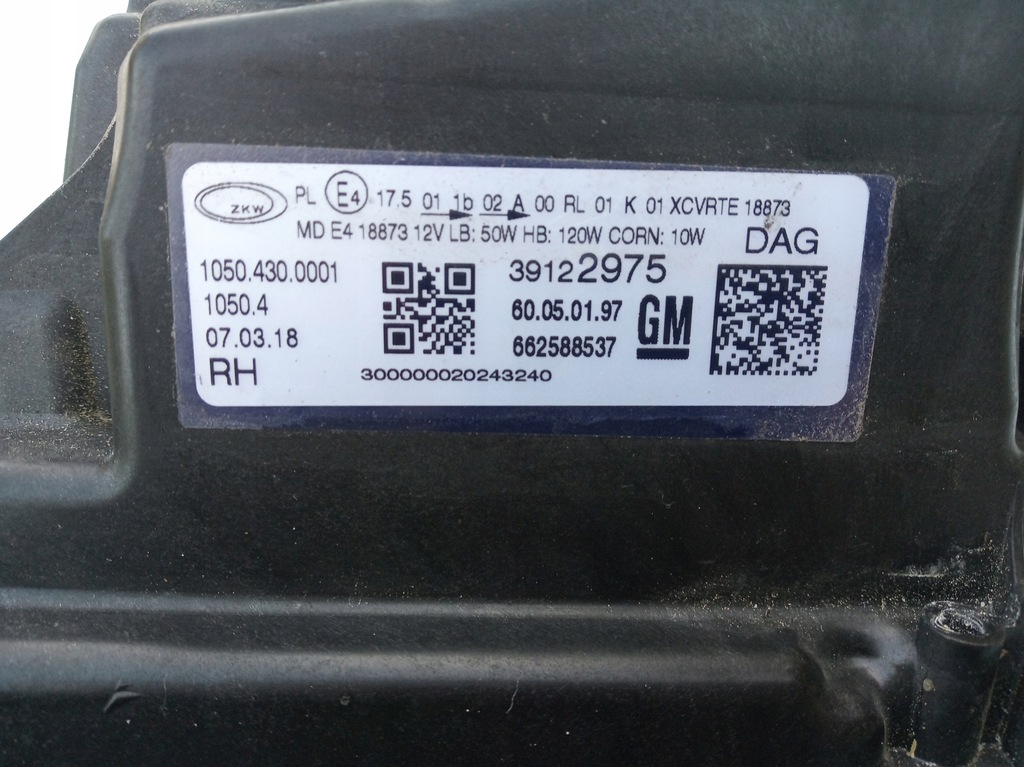 ZKW PL E4 17.5 01 1b 02 A 00 RL 01 K 01 XCVRTE 18873
MD E4 18873 12V LB: 50W HB: 120W CORN: 10W DAG
1050.430.0001 39122975
1050.4 60.05.01.97 GM
07.03.18 662588537
RH 300000020243240